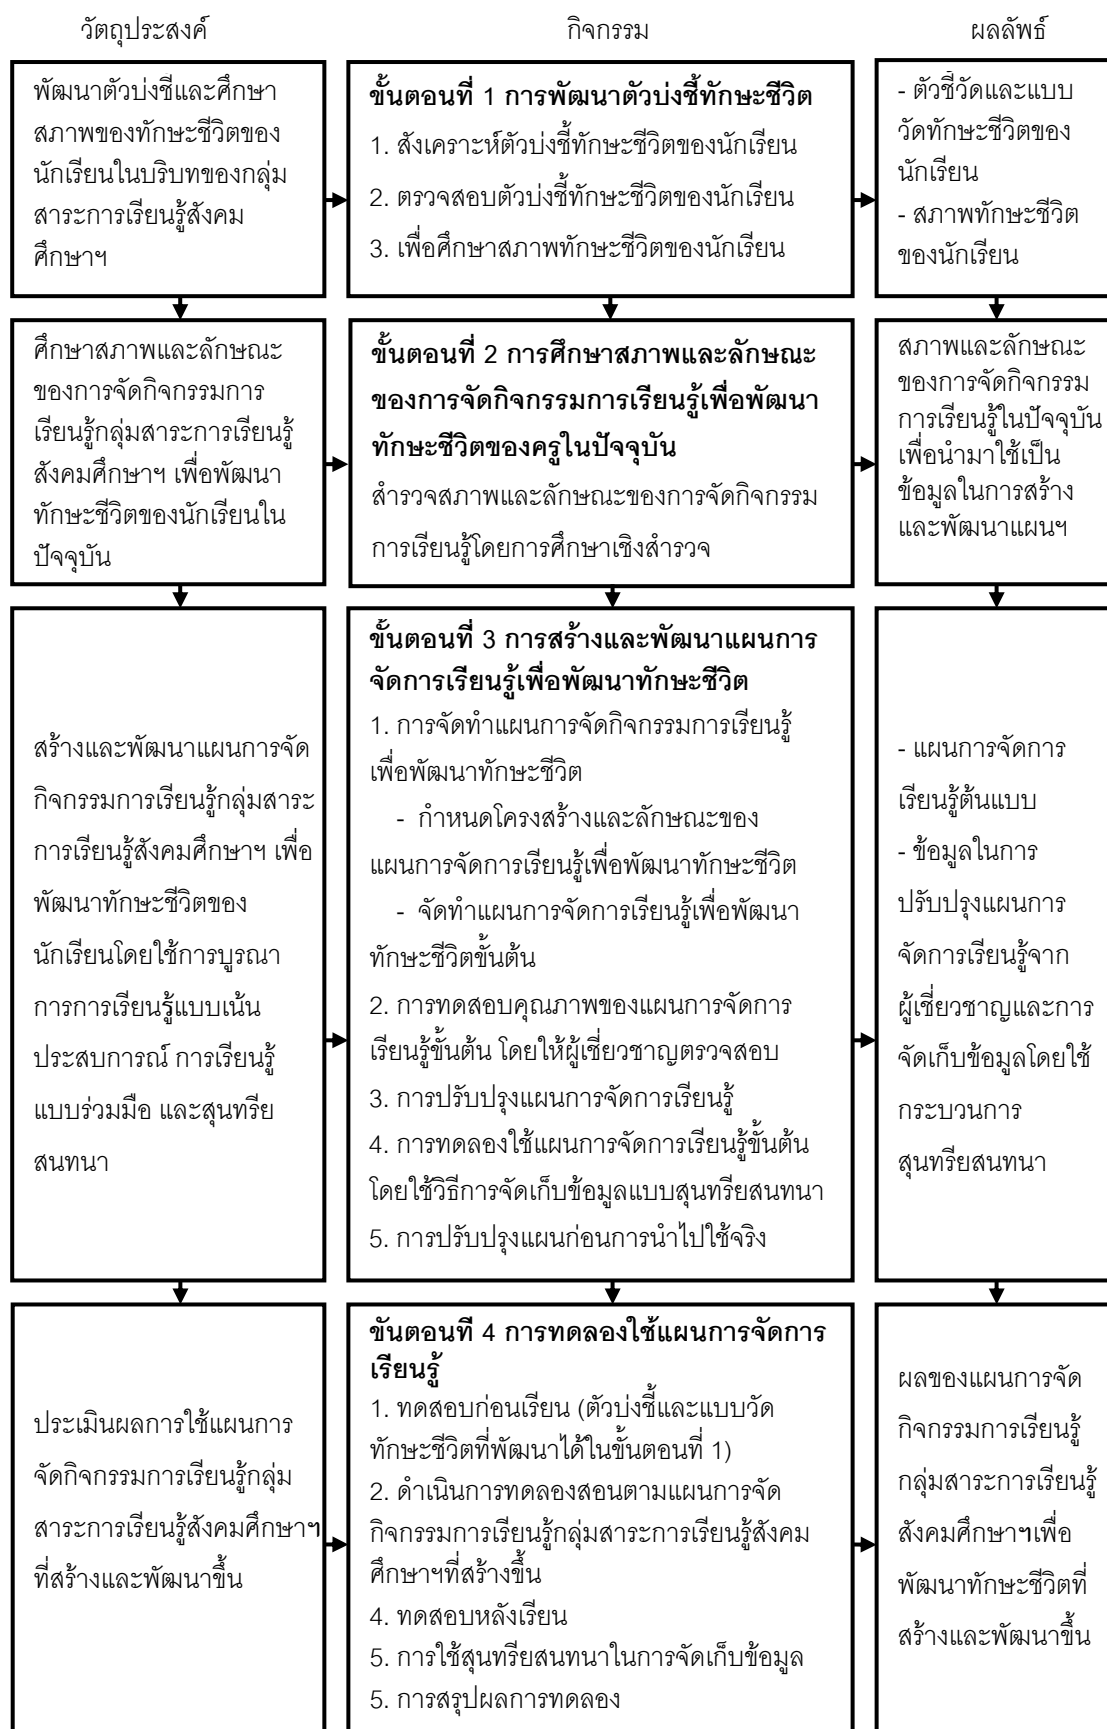 วัตถุประสงค์
กิจกรรม
ผลลัพธ์
พัฒนาตัวบ่งชี้และศึกษา
สภาพของทักษะชีวิตของ
นักเรียนในบริบทของกลุ่ม
สาระการเรียนรู้สังคม
ศึกษาฯ
ขั้นตอนที่ 1 การพัฒนาตัวบ่งชี้ทักษะชีวิต
1. สังเคราะห์ตัวบ่งชี้ทักษะชีวิตของนักเรียน
2. ตรวจสอบตัวบ่งชี้ทักษะชีวิตของนักเรียน
3. เพื่อศึกษาสภาพทักษะชีวิตของนักเรียน
- ตัวชี้วัดและแบบ
วัดทักษะชีวิตของ
นักเรียน
- สภาพทักษะชีวิต
ของนักเรียน
ศึกษาสภาพและลักษณะ
ของการจัดกิจกรรมการ
เรียนรู้กลุ่มสาระการเรียนรู้
สังคมศึกษาฯ เพื่อพัฒนา
ทักษะชีวิตของนักเรียนใน
ปัจจุบัน
ขั้นตอนที่ 2 การศึกษาสภาพและลักษณะ
ของการจัดกิจกรรมการเรียนรู้เพื่อพัฒนา
ทักษะชีวิตของครูในปัจจุบัน
สำรวจสภาพและลักษณะของการจัดกิจกรรม
การเรียนรู้โดยการศึกษาเชิงสำรวจ
สภาพและลักษณะ
ของการจัดกิจกรรม
การเรียนรู้ในปัจจุบัน
เพื่อนำมาใช้เป็น
ข้อมูลในการสร้าง
และพัฒนาแผนฯ
สร้างและพัฒนาแผนการจัด
กิจกรรมการเรียนรู้กลุ่มสาระ
การเรียนรู้สังคมศึกษาฯ เพื่อ
พัฒนาทักษะชีวิตของ
นักเรียนโดยใช้การบูรณา
การการเรียนรู้แบบเน้น
ประสบการณ์ การเรียนรู้
แบบร่วมมือ และสุนทรีย
สนทนา
ขั้นตอนที่ 3 การสร้างและพัฒนาแผนการ
จัดการเรียนรู้เพื่อพัฒนาทักษะชีวิต
1. การจัดทำแผนการจัดกิจกรรมการเรียนรู้
เพื่อพัฒนาทักษะชีวิต
- กำหนดโครงสร้างและลักษณะของ
แผนการจัดการเรียนรู้เพื่อพัฒนาทักษะชีวิต
- จัดทำแผนการจัดการเรียนรู้เพื่อพัฒนา
ทักษะชีวิตขั้นต้น
2. การทดสอบคุณภาพของแผนการจัดการ
เรียนรู้ขั้นต้น โดยให้ผู้เชี่ยวชาญตรวจสอบ
3. การปรับปรุงแผนการจัดการเรียนรู้
4. การทดลองใช้แผนการจัดการเรียนรู้ขั้นต้น
โดยใช้วิธีการจัดเก็บข้อมูลแบบสุนทรียสนทนา
5. การปรับปรุงแผนก่อนการนำไปใช้จริง
- แผนการจัดการ
เรียนรู้ต้นแบบ
- ข้อมูลในการ
ปรับปรุงแผนการ
จัดการเรียนรู้จาก
ผู้เชี่ยวชาญและการ
จัดเก็บข้อมูลโดยใช้
กระบวนการ
สุนทรียสนทนา
ประเมินผลการใช้แผนการ
จัดกิจกรรมการเรียนรู้กลุ่ม
สาระการเรียนรู้สังคมศึกษาฯ
ที่สร้างและพัฒนาขึ้น
ขั้นตอนที่ 4 การทดลองใช้แผนการจัดการ
เรียนรู้
1. ทดสอบก่อนเรียน (ตัวบ่งชี้และแบบวัด
ทักษะชีวิตที่พัฒนาได้ในขั้นตอนที่ 1)
2. ดำเนินการทดลองสอนตามแผนการจัด
กิจกรรมการเรียนรู้กลุ่มสาระการเรียนรู้สังคม
ศึกษาฯที่สร้างขึ้น
4. ทดสอบหลังเรียน
5. การใช้สุนทรียสนทนาในการจัดเก็บข้อมูล
5. การสรุปผลการทดลอง
ผลของแผนการจัด
กิจกรรมการเรียนรู้
กลุ่มสาระการเรียนรู้
สังคมศึกษาฯเพื่อ
พัฒนาทักษะชีวิตที่
สร้างและพัฒนาขึ้น